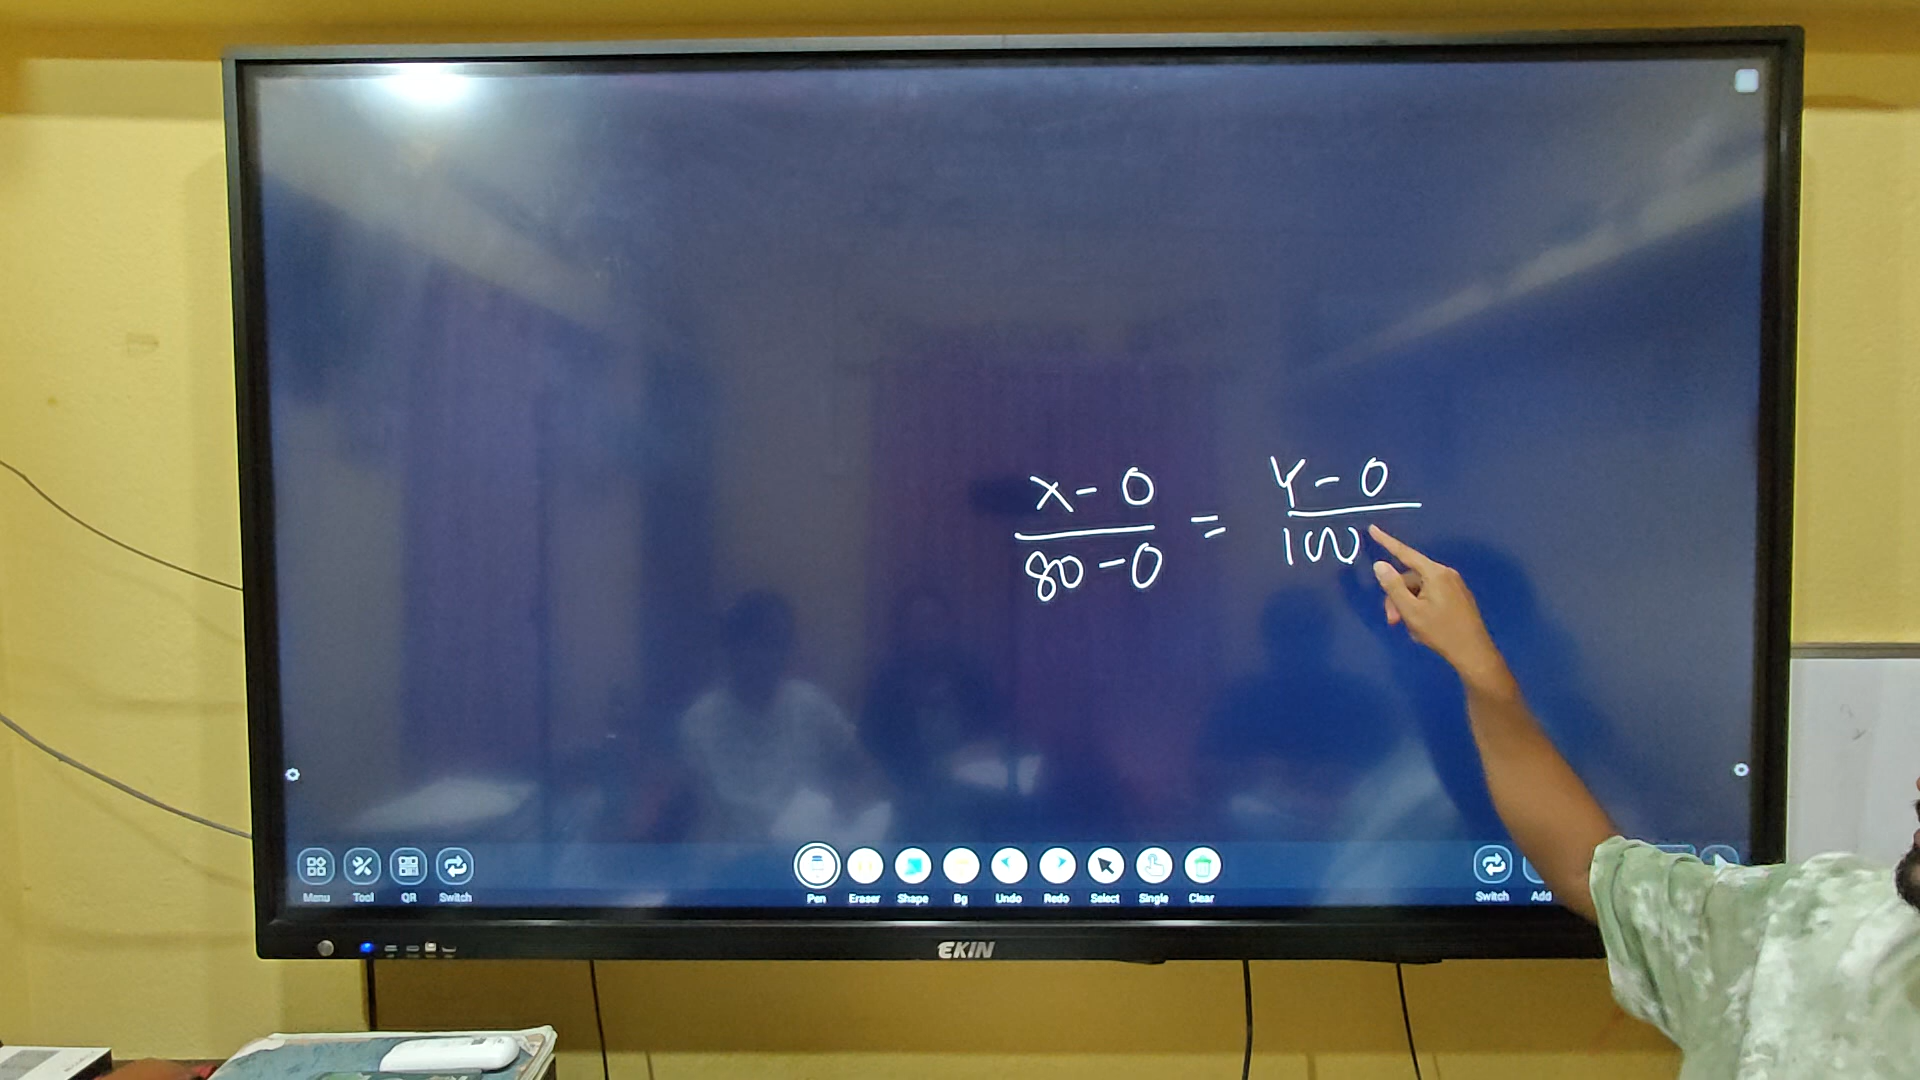 X - 0 = Y - 0
80 - 0 100
Menu Tool QR Switch Pen Eraser Shape Bg Undo Redo Select Single Clear Switch Add
EKIN